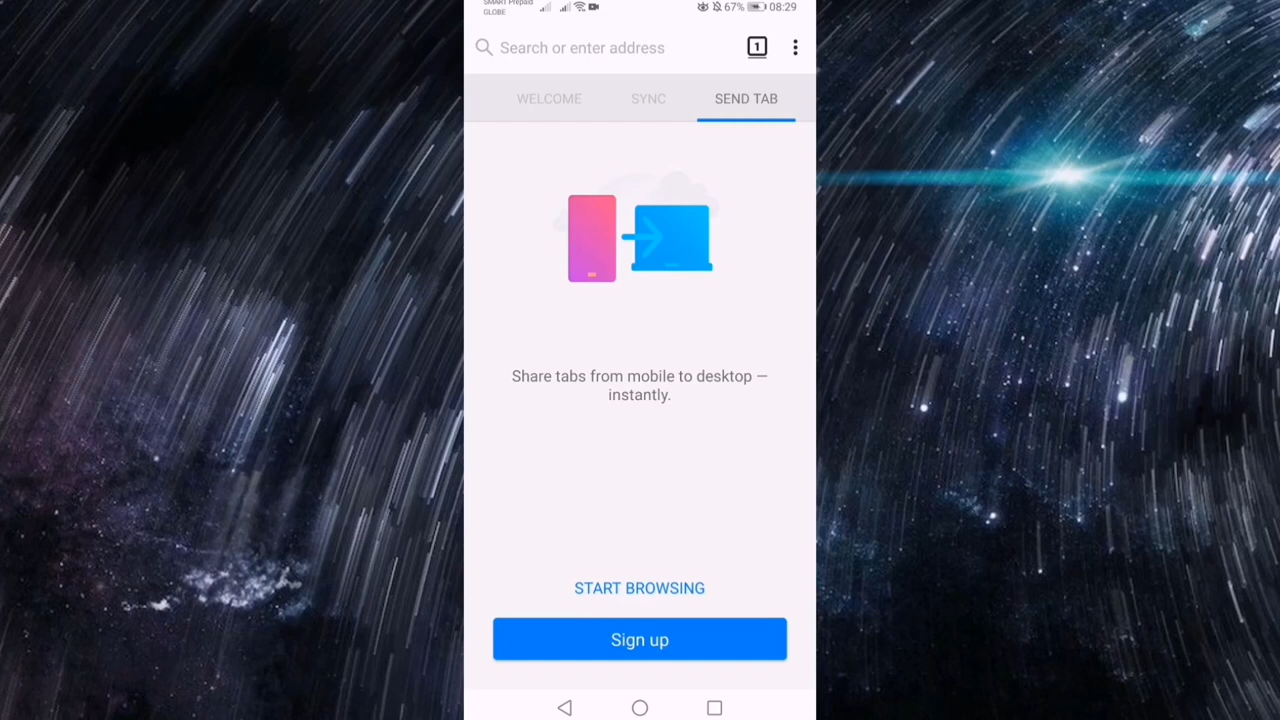 SMART Prepaid
GLOBE
67%
08:29
Search or enter address
1
WELCOME
SYNC
SEND TAB
Share tabs from mobile to desktop —
instantly.
START BROWSING
Sign up